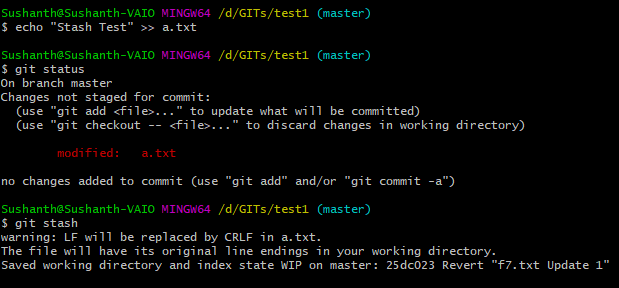 Sushanth@Sushanth-VAIO MINGW64 /d/GITs/test1 (master)
$ echo "Stash Test" >> a.txt
Sushanth@Sushanth-VAIO MINGW64 /d/GITs/test1 (master)
$ git status
On branch master
Changes not staged for commit:
  (use "git add <file>..." to update what will be committed)
  (use "git checkout -- <file>..." to discard changes in working directory)
        modified:   a.txt
no changes added to commit (use "git add" and/or "git commit -a")
Sushanth@Sushanth-VAIO MINGW64 /d/GITs/test1 (master)
$ git stash
warning: LF will be replaced by CRLF in a.txt.
The file will have its original line endings in your working directory.
Saved working directory and index state WIP on master: 25dc023 Revert "f7.txt Update 1"